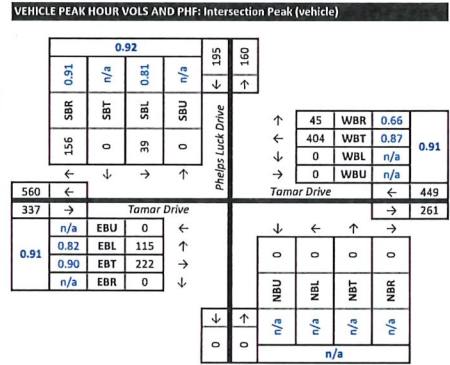 VEHICLE PEAK HOUR VOLS AND PHF: Intersection Peak (vehicle)
0.92
0.91 n/a 0.81 n/a
SBR SBT SBL SBU
156 0 39 0
← ↓ → ↑
195 160
↓ ↑
Phelps Luck Drive
↑ 45 WBR 0.66
← 404 WBT 0.87
↓ 0 WBL n/a
→ 0 WBU n/a
0.91
560 ←
Tamar Drive
← 449
337 →
Tamar Drive
→ 261
0.91
n/a EBU 0 ←
0.82 EBL 115 ↑
0.90 EBT 222 →
n/a EBR 0 ↓
↓ ← ↑ →
0 0 0 0
NBU NBL NBT NBR
n/a n/a n/a n/a
n/a
↓ ↑
0 0